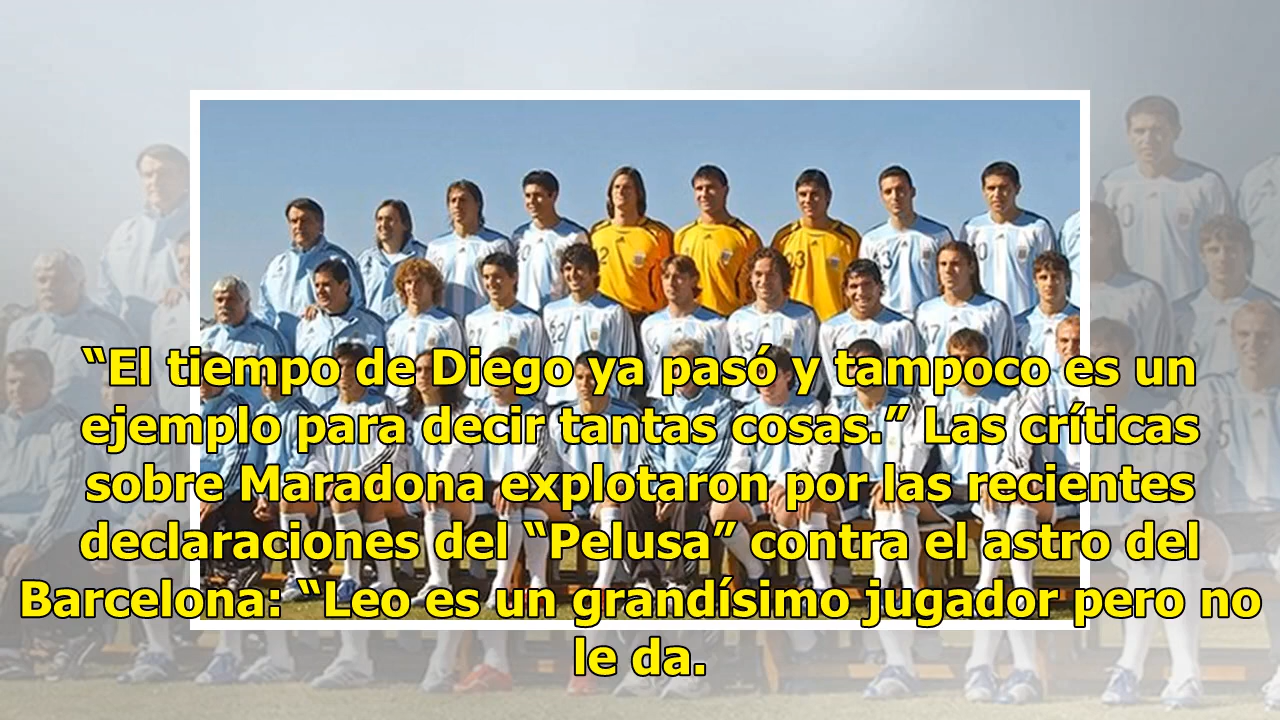 “El tiempo de Diego ya pasó y tampoco es un
ejemplo para decir tantas cosas.” Las críticas
sobre Maradona explotaron por las recientes
declaraciones del “Pelusa” contra el astro del
Barcelona: “Leo es un grandísimo jugador pero no
le da.